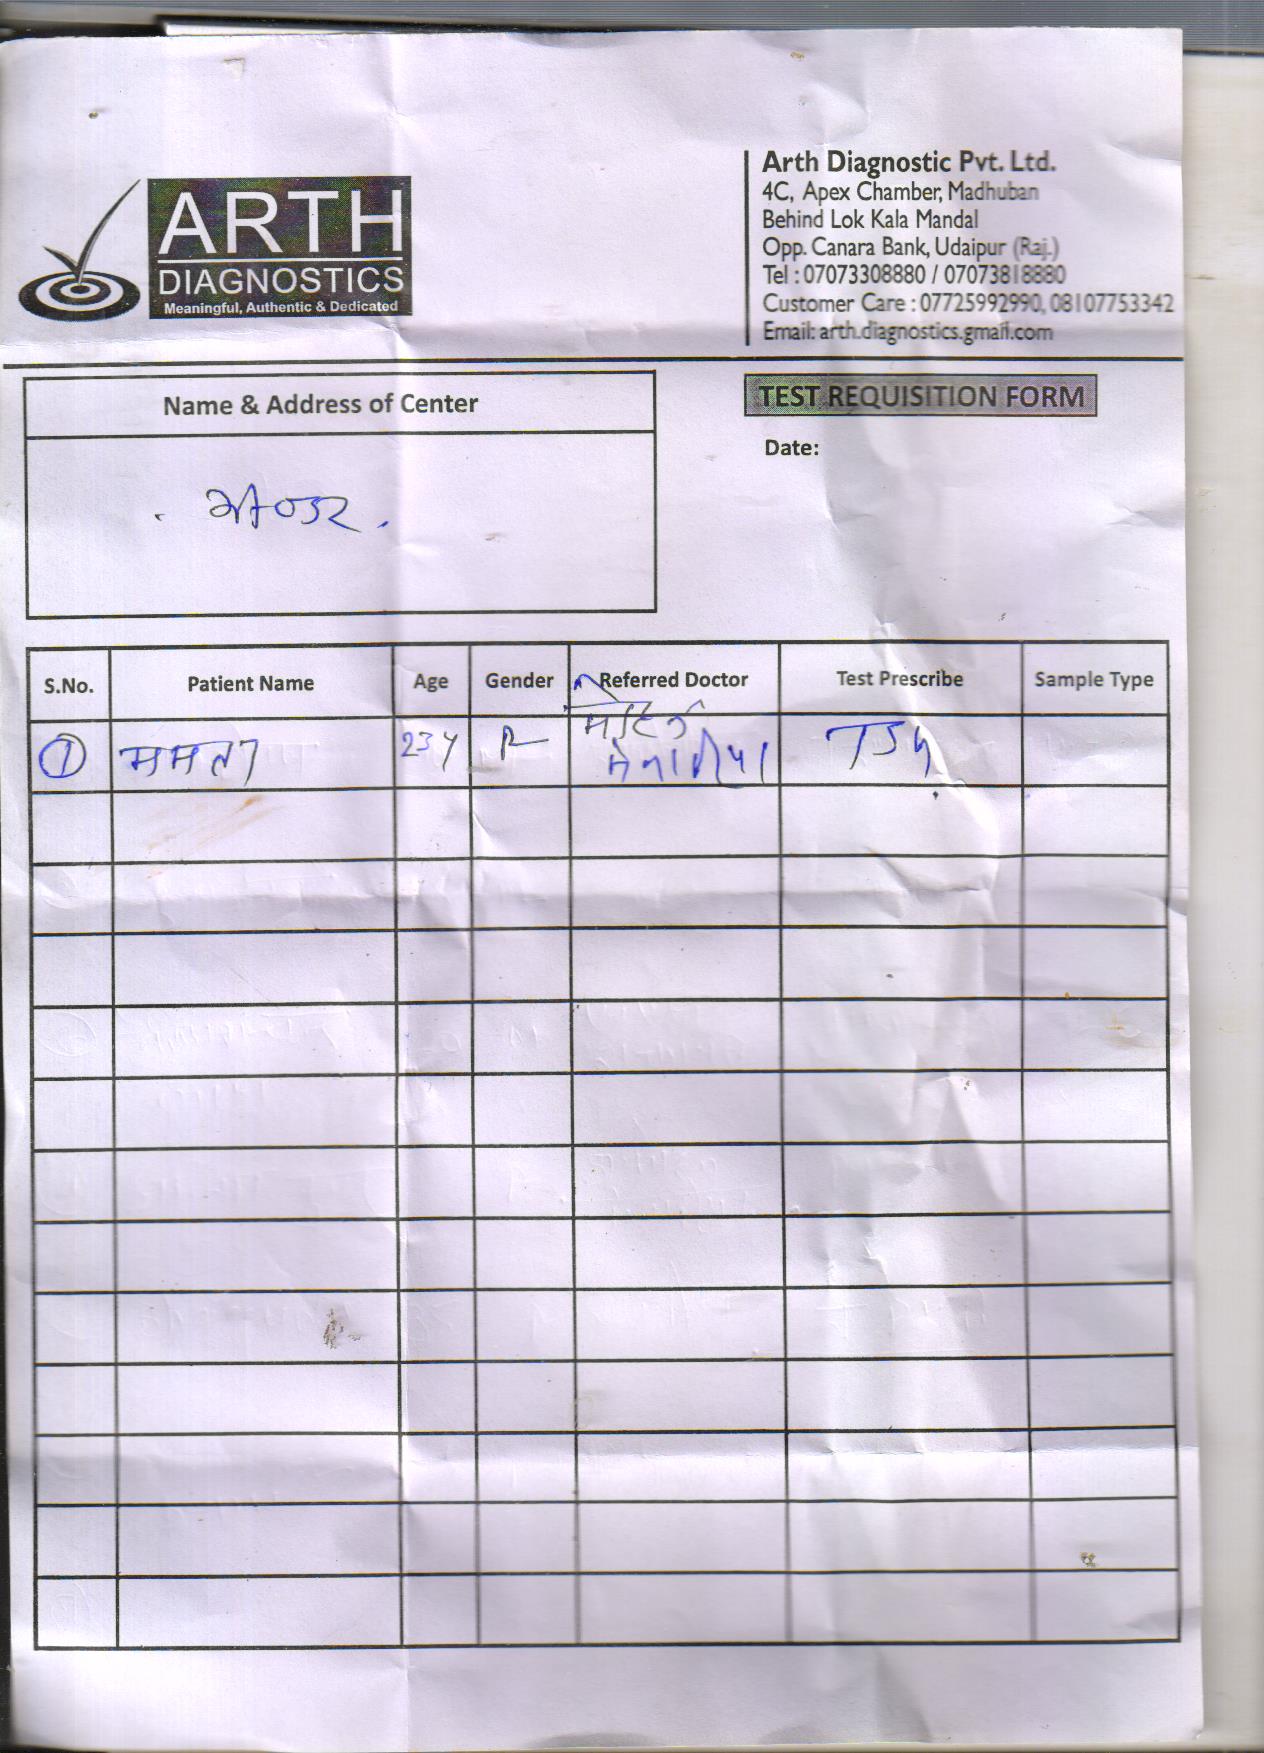 ARTH
DIAGNOSTICS
Meaningful, Authentic & Dedicated
Arth Diagnostic Pvt. Ltd.
4C, Apex Chamber, Madhuban
Behind Lok Kala Mandal
Opp. Canara Bank, Udaipur (Raj.)
Tel : 07073308880 / 07073818880
Customer Care : 07725992990, 08107753342
Email: arth.diagnostics.gmail.com
Name & Address of Center
TEST REQUISITION FORM
Date:
S.No. Patient Name Age Gender Referred Doctor Test Prescribe Sample Type
1 ममता 23y